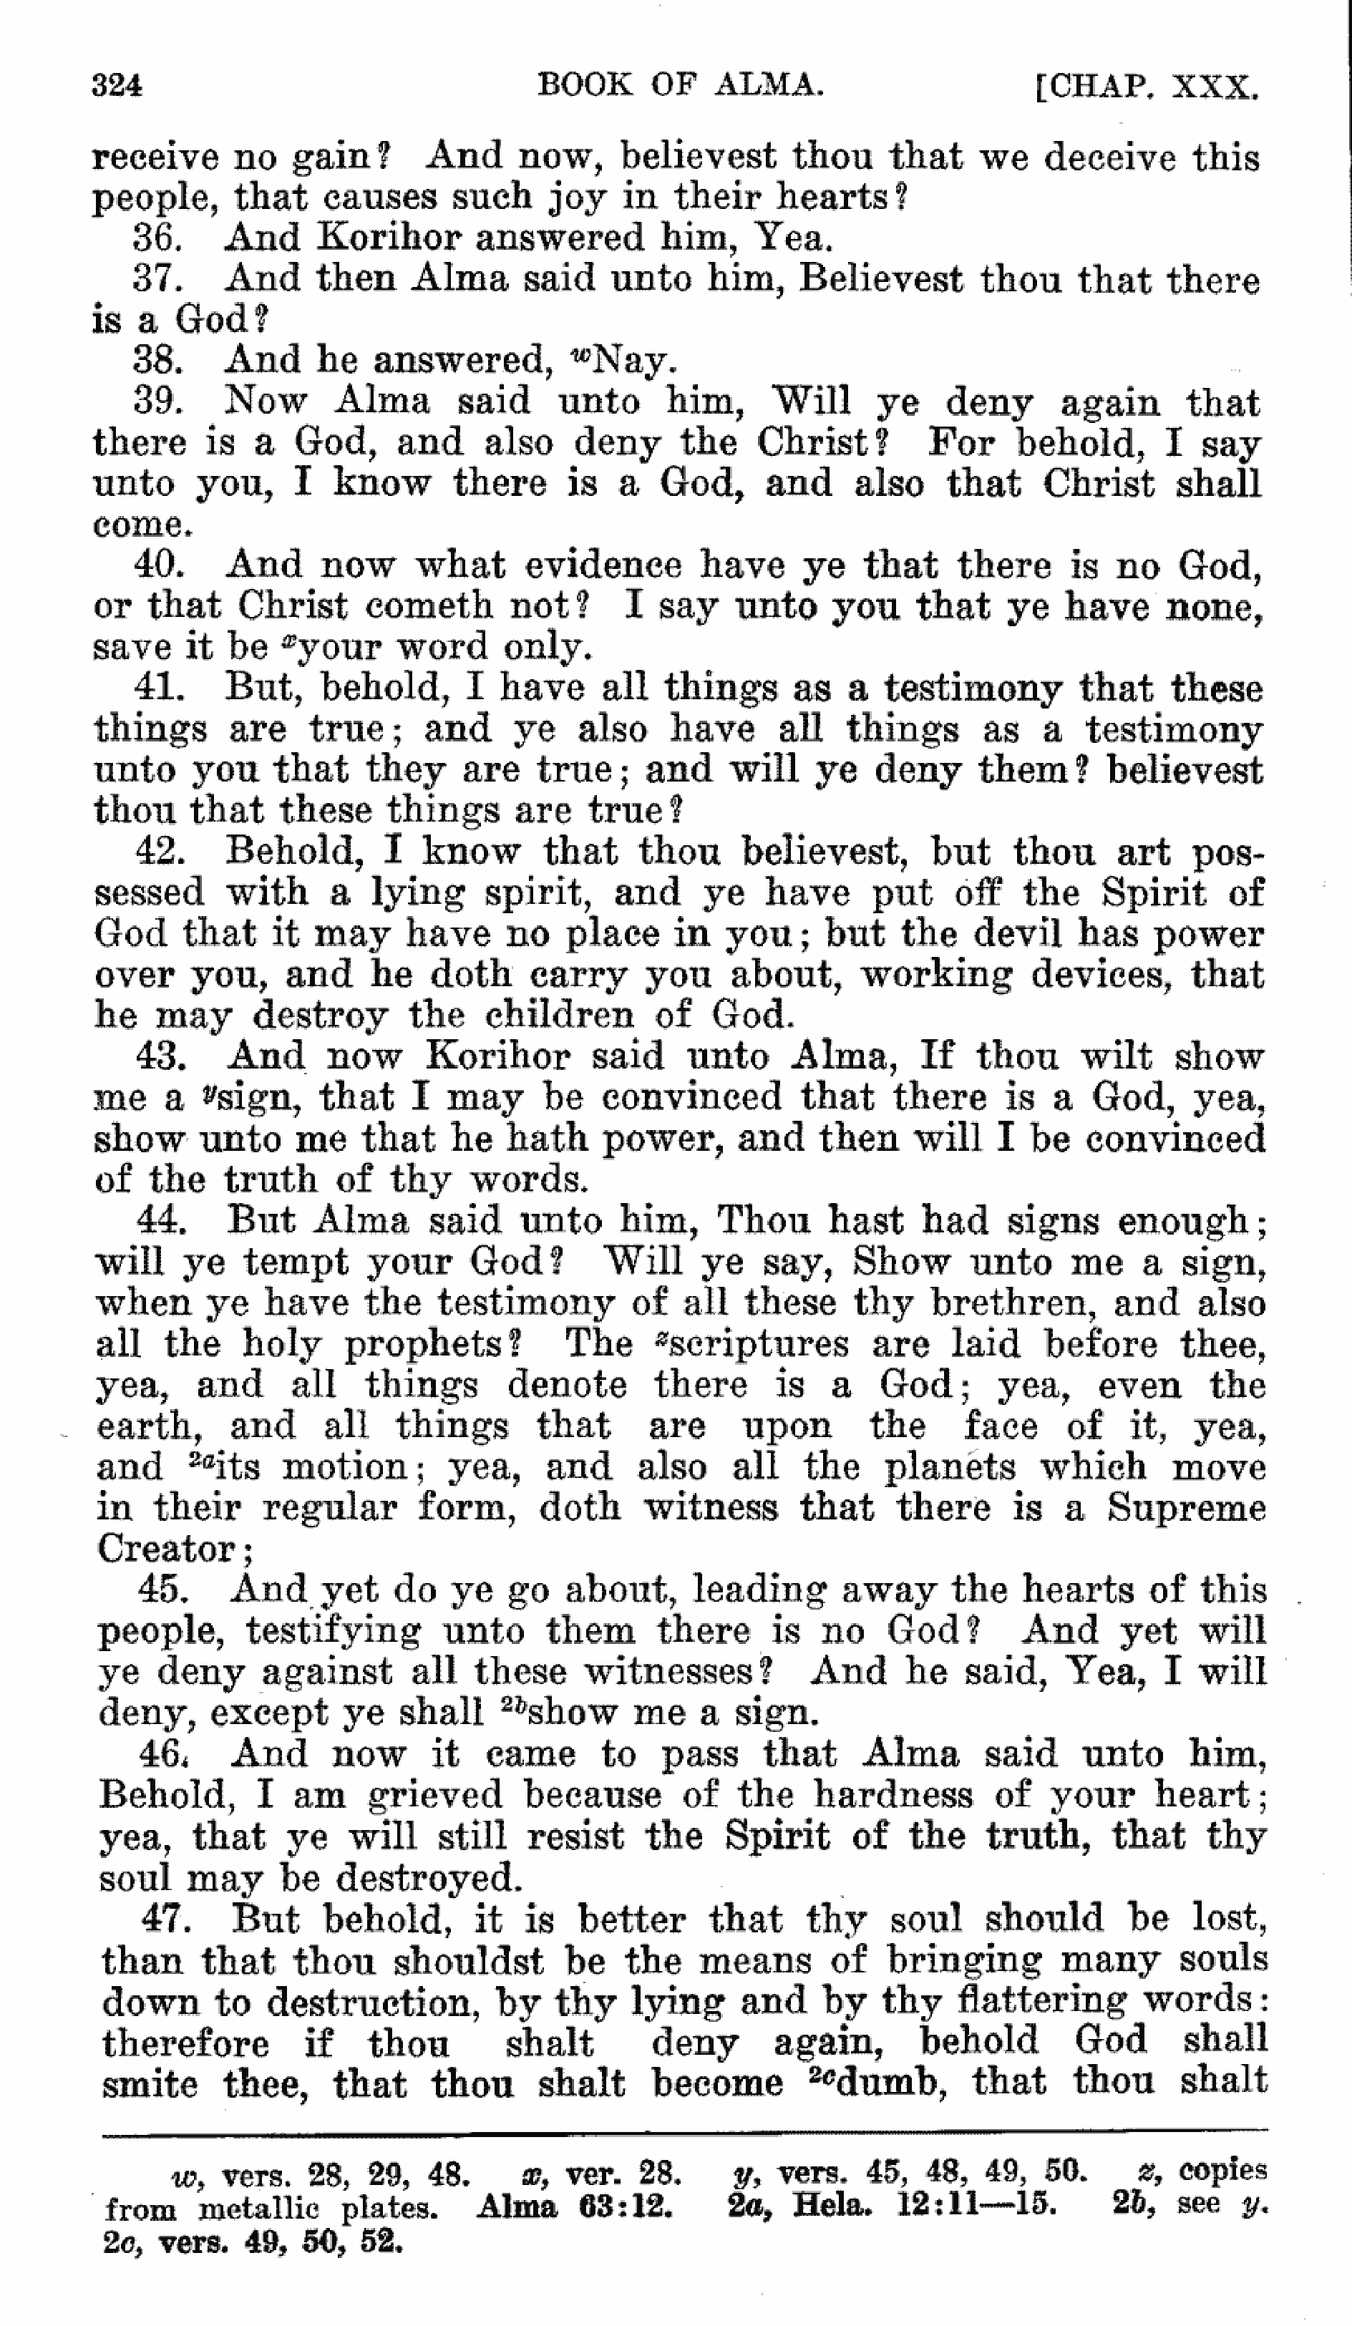 324 BOOK OF ALMA. [CHAP. XXX.
receive no gain? And now, believest thou that we deceive this
people, that causes such joy in their hearts?
36. And Korihor answered him, Yea.
37. And then Alma said unto him, Believest thou that there
is a God?
38. And he answered, wNay.
39. Now Alma said unto him, Will ye deny again that
there is a God, and also deny the Christ? For behold, I say
unto you, I know there is a God, and also that Christ shall
come.
40. And now what evidence have ye that there is no God,
or that Christ cometh not? I say unto you that ye have none,
save it be xyour word only.
41. But, behold, I have all things as a testimony that these
things are true; and ye also have all things as a testimony
unto you that they are true; and will ye deny them? believest
thou that these things are true?
42. Behold, I know that thou believest, but thou art pos-
sessed with a lying spirit, and ye have put off the Spirit of
God that it may have no place in you; but the devil has power
over you, and he doth carry you about, working devices, that
he may destroy the children of God.
43. And now Korihor said unto Alma, If thou wilt show
me a ysign, that I may be convinced that there is a God, yea,
show unto me that he hath power, and then will I be convinced
of the truth of thy words.
44. But Alma said unto him, Thou hast had signs enough;
will ye tempt your God? Will ye say, Show unto me a sign,
when ye have the testimony of all these thy brethren, and also
all the holy prophets? The zscriptures are laid before thee,
yea, and all things denote there is a God; yea, even the
earth, and all things that are upon the face of it, yea,
and 2aits motion; yea, and also all the planets which move
in their regular form, doth witness that there is a Supreme
Creator;
45. And yet do ye go about, leading away the hearts of this
people, testifying unto them there is no God? And yet will
ye deny against all these witnesses? And he said, Yea, I will
deny, except ye shall 2bshow me a sign.
46. And now it came to pass that Alma said unto him,
Behold, I am grieved because of the hardness of your heart;
yea, that ye will still resist the Spirit of the truth, that thy
soul may be destroyed.
47. But behold, it is better that thy soul should be lost,
than that thou shouldst be the means of bringing many souls
down to destruction, by thy lying and by thy flattering words:
therefore if thou shalt deny again, behold God shall
smite thee, that thou shalt become 2cdumb, that thou shalt
w, vers. 28, 29, 48. x, ver. 28. y, vers. 45, 48, 49, 50. z, copies
from metallic plates. Alma 63:12. 2a, Hela. 12:11—15. 2b, see y.
2c, vers. 49, 50, 52.